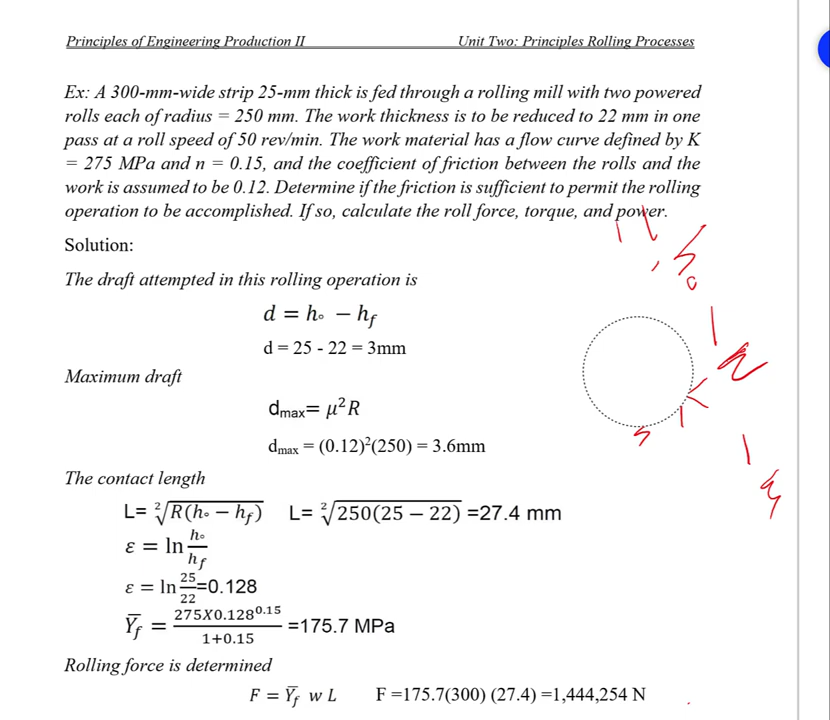 Principles of Engineering Production II Unit Two: Principles Rolling Processes
Ex: A 300-mm-wide strip 25-mm thick is fed through a rolling mill with two powered
rolls each of radius = 250 mm. The work thickness is to be reduced to 22 mm in one
pass at a roll speed of 50 rev/min. The work material has a flow curve defined by K
= 275 MPa and n = 0.15, and the coefficient of friction between the rolls and the
work is assumed to be 0.12. Determine if the friction is sufficient to permit the rolling
operation to be accomplished. If so, calculate the roll force, torque, and power.
Solution:
The draft attempted in this rolling operation is
d = h∘ − hf
d = 25 - 22 = 3mm
Maximum draft
dmax= μ²R
dmax = (0.12)²(250) = 3.6mm
The contact length
L= ²√R(h∘ − hf) L= ²√250(25 − 22) =27.4 mm
ε = ln h∘/hf
ε = ln 25/22=0.128
Ȳf = 275X0.128^0.15/1+0.15 =175.7 MPa
Rolling force is determined
F = Ȳf w L F =175.7(300) (27.4) =1,444,254 N